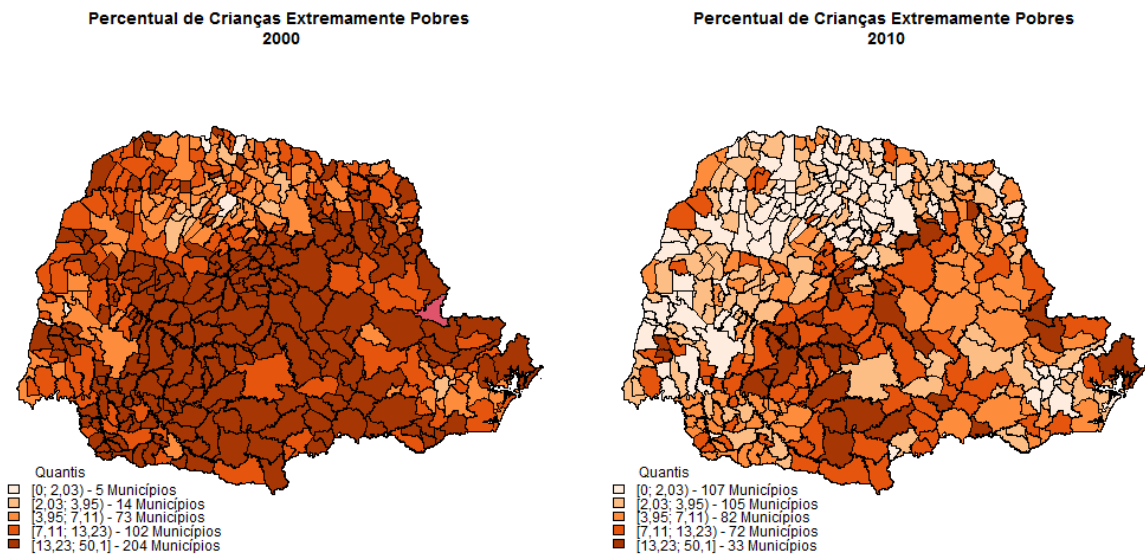 Percentual de Crianças Extremamente Pobres
2000
Quantis
[0; 2,03) - 5 Municípios
[2,03; 3,95) - 14 Municípios
[3,95; 7,11) - 73 Municípios
[7,11; 13,23) - 102 Municípios
[13,23; 50,1] - 204 Municípios
Percentual de Crianças Extremamente Pobres
2010
Quantis
[0; 2,03) - 107 Municípios
[2,03; 3,95) - 105 Municípios
[3,95; 7,11) - 82 Municípios
[7,11; 13,23) - 72 Municípios
[13,23; 50,1] - 33 Municípios